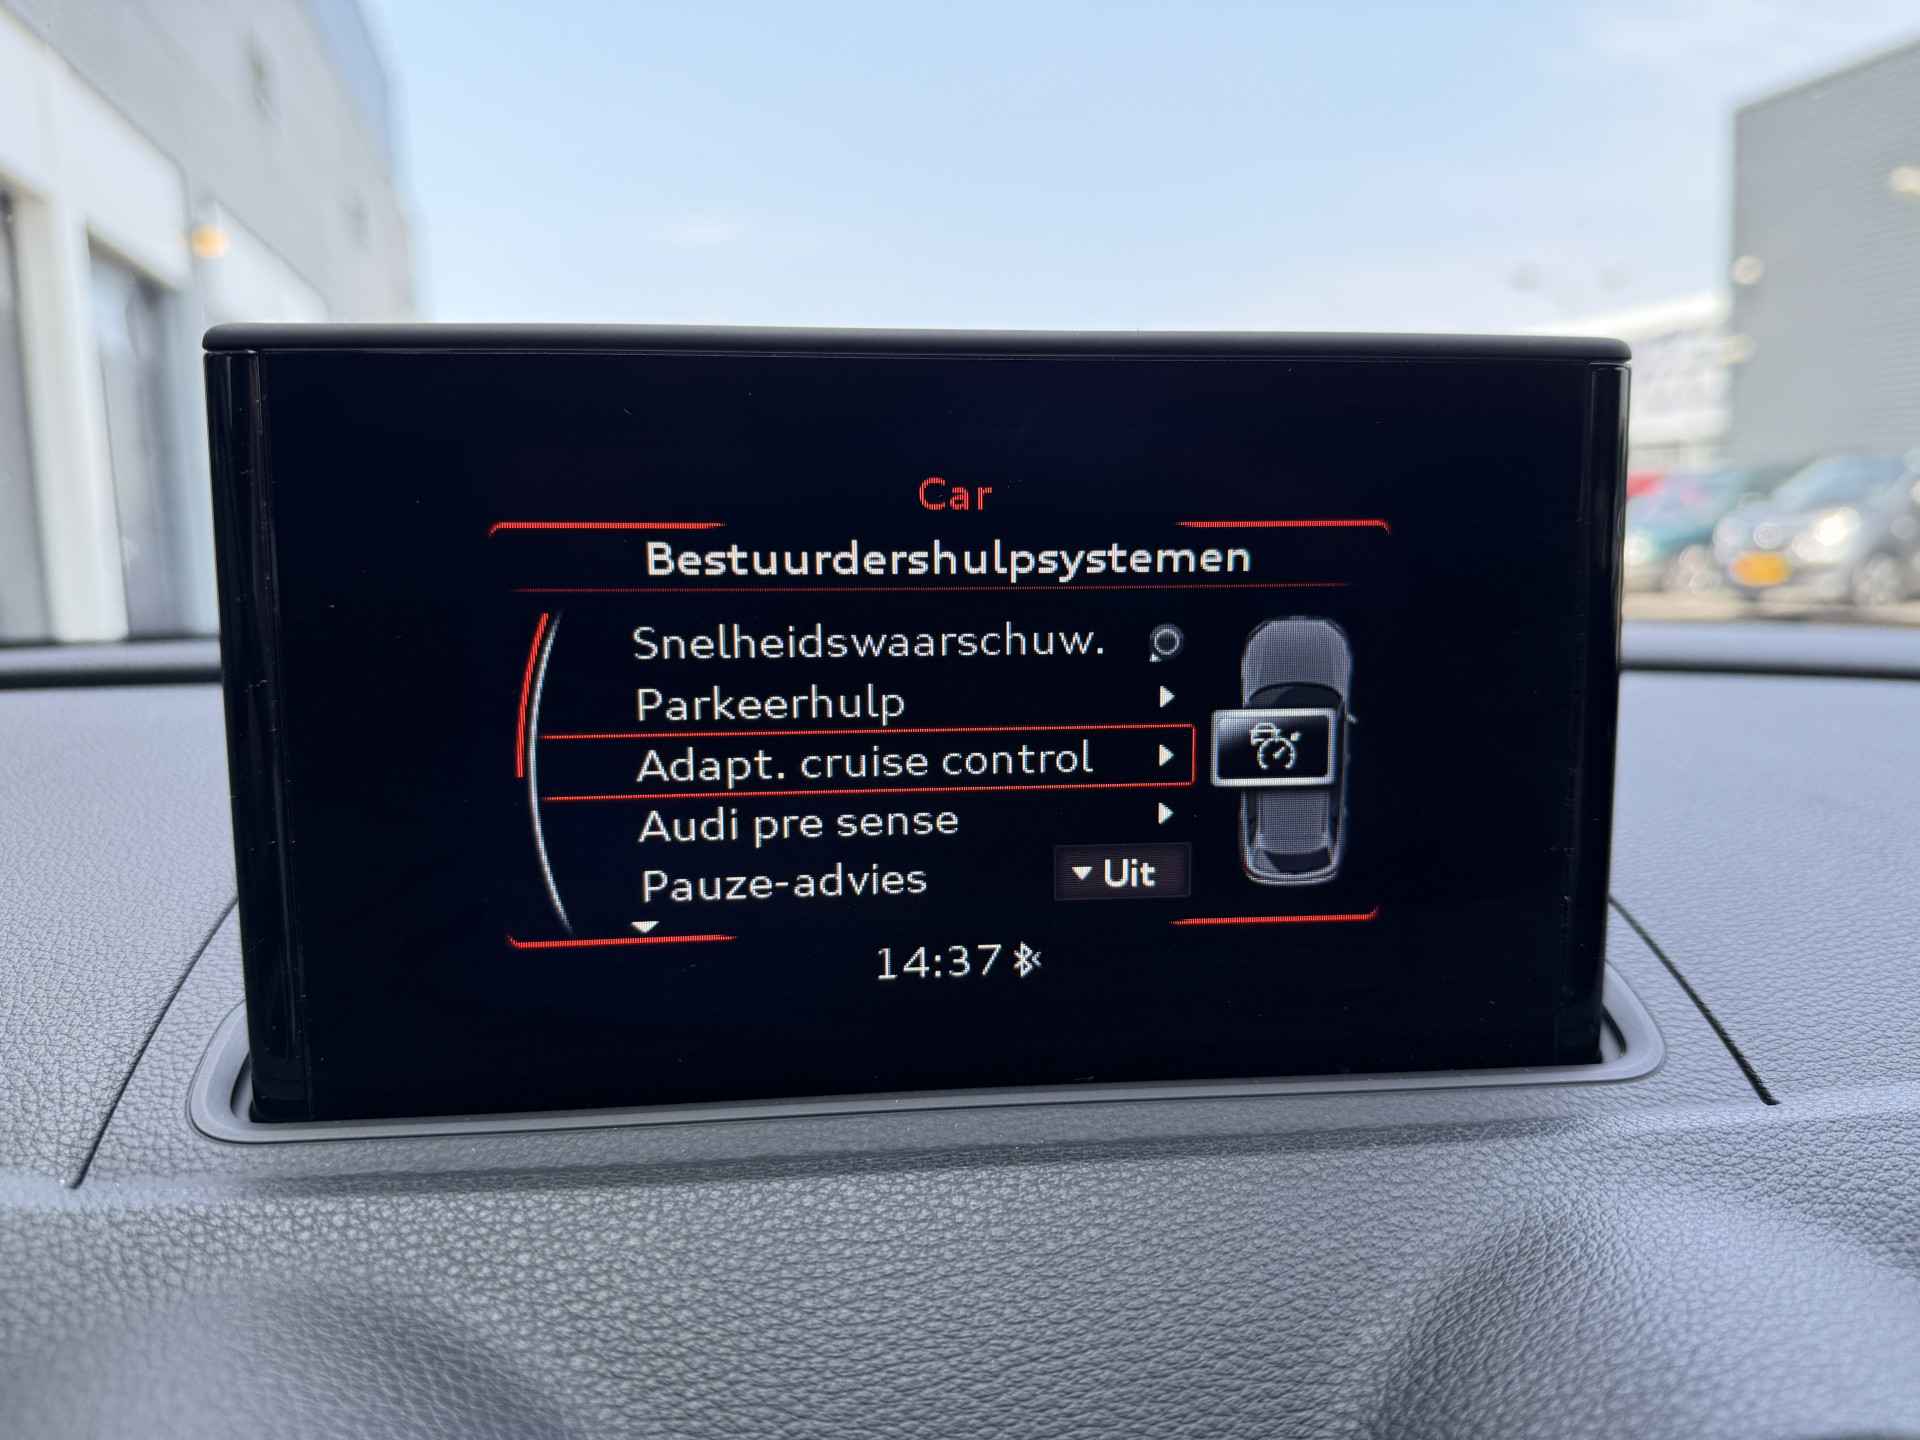 Car
Bestuurdershulpsystemen
Snelheidswaarschuw.
Parkeerhulp
Adapt. cruise control
Audi pre sense
Pauze-advies Uit
14:37